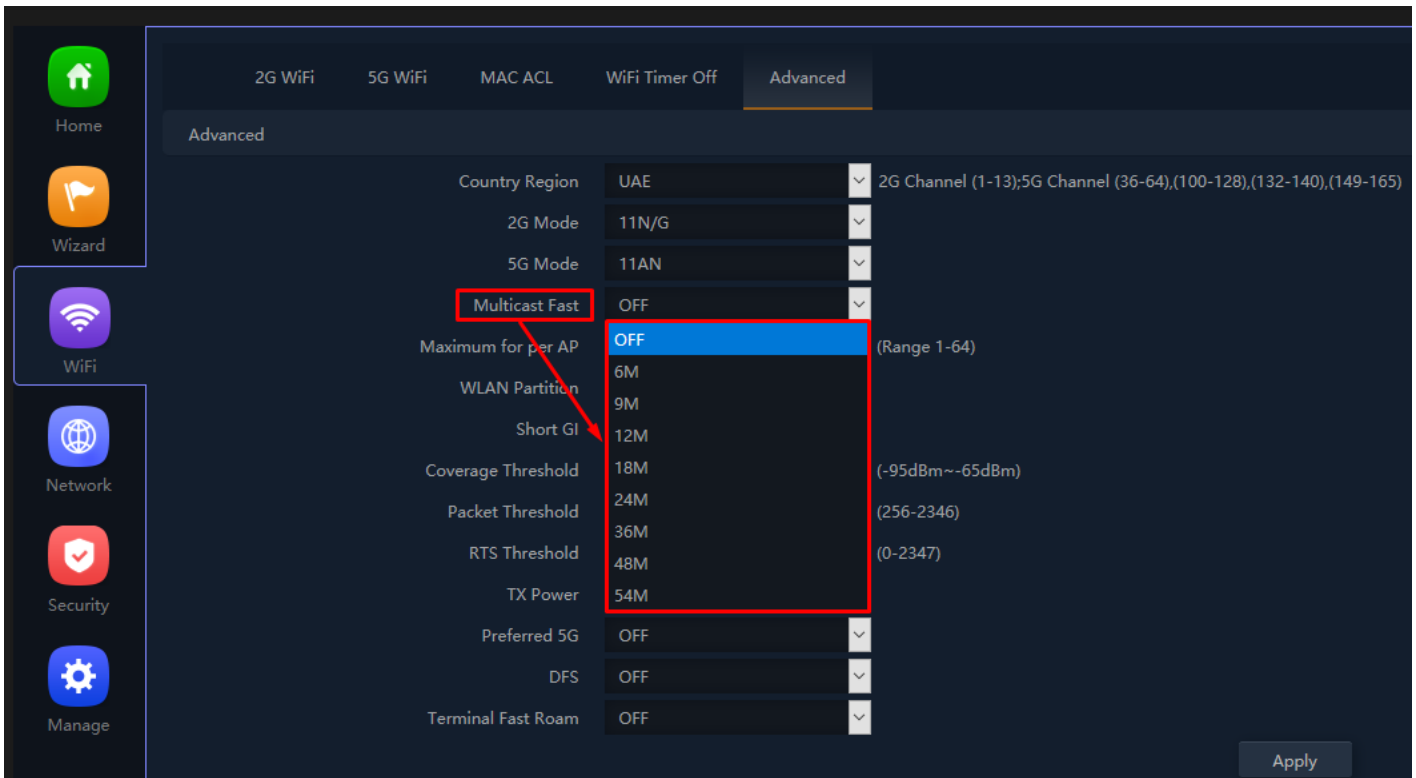 2G WiFi 5G WiFi MAC ACL WiFi Timer Off Advanced
Home
Advanced
Country Region UAE 2G Channel (1-13);5G Channel (36-64),(100-128),(132-140),(149-165)
2G Mode 11N/G
Wizard
5G Mode 11AN
Multicast Fast OFF
OFF
Maximum for per AP (Range 1-64)
WiFi
6M
WLAN Partition
9M
Short GI
12M
Coverage Threshold 18M (-95dBm~-65dBm)
Network
24M
Packet Threshold (256-2346)
36M
RTS Threshold (0-2347)
48M
TX Power 54M
Security
Preferred 5G OFF
DFS OFF
Terminal Fast Roam OFF
Manage
Apply